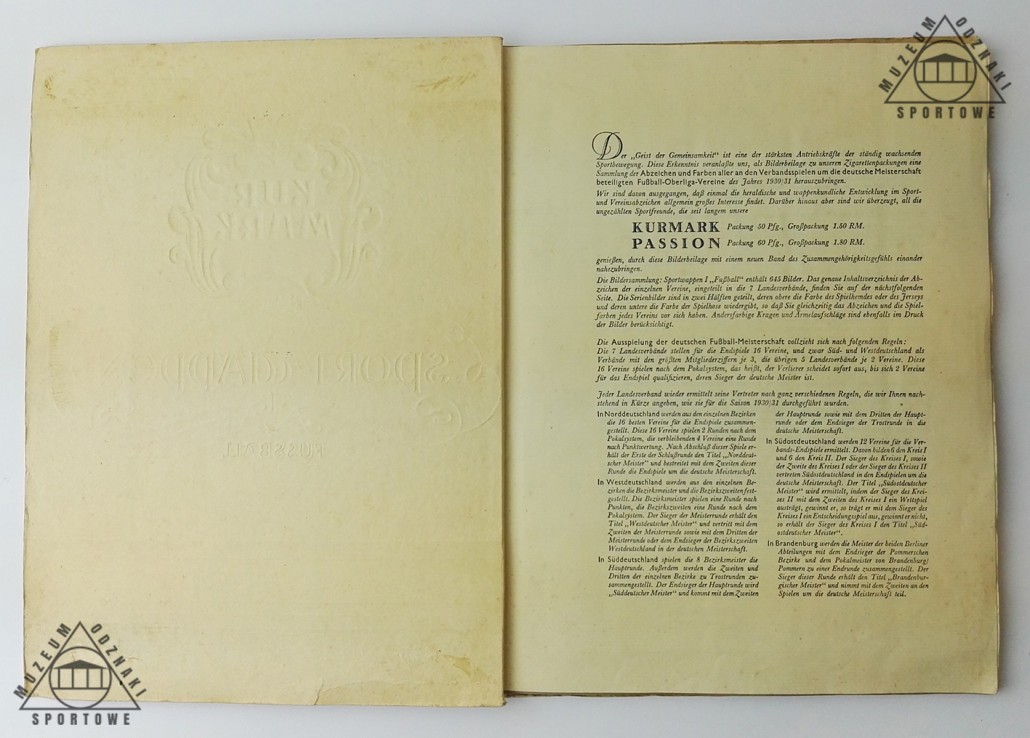 MUZEUM ODZNAKI
SPORTOWE
Der „Geist der Gemeinsamkeit“ ist eine der stärksten Antriebskräfte der ständig wachsenden
Sportbewegung. Diese Erkenntnis veranlaßte uns, als Bilderbeilage zu unseren Zigarettenpackungen eine
Sammlung der Abzeichen und Farben aller an den Verbandsspielen um die deutsche Meisterschaft
beteiligten Fußball-Oberliga-Vereine des Jahres 1930/31 herauszubringen.
Wir sind davon ausgegangen, daß einmal die heraldische und wappenkundliche Entwicklung im Sport-
und Vereinsabzeichen allgemein großes Interesse findet. Darüber hinaus aber sind wir überzeugt, all die
ungezählten Sportfreunde, die seit langem unsere
KURMARK Packung 50 Pfg., Großpackung 1.50 RM.
PASSION Packung 60 Pfg., Großpackung 1.80 RM.
genießen, durch diese Bilderbeilage mit einem neuen Band des Zusammengehörigkeitsgefühls einander
nahezubringen.
Die Bildersammlung: Sportwappen I „Fußball“ enthält 645 Bilder. Das genaue Inhaltsverzeichnis der Ab-
zeichen der einzelnen Vereine, eingeteilt in die 7 Landesverbände, finden Sie auf der nächstfolgenden
Seite. Die Serienbilder sind in zwei Hälften geteilt, deren obere die Farbe des Spielhemdes oder des Jerseys
und deren untere die Farbe der Spielhose wiedergibt, so daß Sie gleichzeitig das Abzeichen und die Spiel-
farben jedes Vereins vor sich haben. Andersfarbige Kragen und Ärmelaufschläge sind ebenfalls im Druck
der Bilder berücksichtigt.
Die Ausspielung der deutschen Fußball-Meisterschaft vollzieht sich nach folgenden Regeln:
Die 7 Landesverbände stellen für die Endspiele 16 Vereine, und zwar Süd- und Westdeutschland als
Verbände mit den größten Mitgliederziffern je 3, die übrigen 5 Landesverbände je 2 Vereine. Diese
16 Vereine spielen nach dem Pokalsystem, das heißt, der Verlierer scheidet sofort aus, bis sich 2 Vereine
für das Endspiel qualifizieren, deren Sieger der deutsche Meister ist.
Jeder Landesverband wieder ermittelt seine Vertreter nach ganz verschiedenen Regeln, die wir Ihnen nach-
stehend in Kürze angeben, wie sie für die Saison 1930/31 durchgeführt wurden.
In Norddeutschland werden aus den einzelnen Bezirken
die 16 besten Vereine für die Endspiele zusammen-
gestellt. Diese 16 Vereine spielen 2 Runden nach dem
Pokalsystem, die verbleibenden 4 Vereine eine Runde
nach Punktwertung. Nach Abschluß dieser Spiele er-
hält der Erste der Schlußrunde den Titel „Norddeut-
scher Meister“ und bestreitet mit dem Zweiten dieser
Runde die Endspiele um die deutsche Meisterschaft.
In Westdeutschland werden aus den einzelnen Be-
zirken die Bezirksmeister und die Bezirkszweiten fest-
gestellt. Die Bezirksmeister spielen eine Runde nach
Punkten, die Bezirkszweiten eine Runde nach dem
Pokalsystem. Der Sieger der Meisterrunde erhält den
Titel „Westdeutscher Meister“ und vertritt mit dem
Zweiten der Meisterrunde sowie mit dem Dritten der
Meisterrunde oder dem Endsieger der Bezirkszweiten
Westdeutschland in der deutschen Meisterschaft.
In Süddeutschland spielen die 8 Bezirksmeister die
Hauptrunde. Außerdem werden die Zweiten und
Dritten der einzelnen Bezirke zu Trostrunden zu-
sammengestellt. Der Endsieger der Hauptrunde wird
„Süddeutscher Meister“ und kommt mit dem Zweiten
der Hauptrunde sowie mit dem Dritten der Haupt-
runde oder dem Endsieger der Trostrunde in die
deutsche Meisterschaft.
In Südostdeutschland werden 12 Vereine für die Ver-
bands-Endspiele ermittelt. Davon bilden 6 den Kreis I
und 6 den Kreis II. Der Sieger des Kreises I, sowie
der Zweite des Kreises I oder der Sieger des Kreises II
vertreten Südostdeutschland in den Endspielen um die
deutsche Meisterschaft. Der Titel „Südostdeutscher
Meister“ wird ermittelt, indem der Sieger des Krei-
ses II mit dem Zweiten des Kreises I ein Wettspiel
austrägt, gewinnt er, so trägt er mit dem Sieger des
Kreises I ein Entscheidungsspiel aus, gewinnt er nicht,
so erhält der Sieger des Kreises I den Titel „Süd-
ostdeutscher Meister“.
In Brandenburg werden die Meister der beiden Berliner
Abteilungen mit dem Endsieger der Pommerschen
Bezirke und dem Pokalmeister von Brandenburg/
Pommern zu einer Endrunde zusammengestellt. Der
Sieger dieser Runde erhält den Titel „Brandenbur-
gischer Meister“ und nimmt mit dem Zweiten an den
Spielen um die deutsche Meisterschaft teil.
KUR
MARK
SPORTWAPPEN
FUSSBALL
MUZEUM ODZNAKI
SPORTOWE